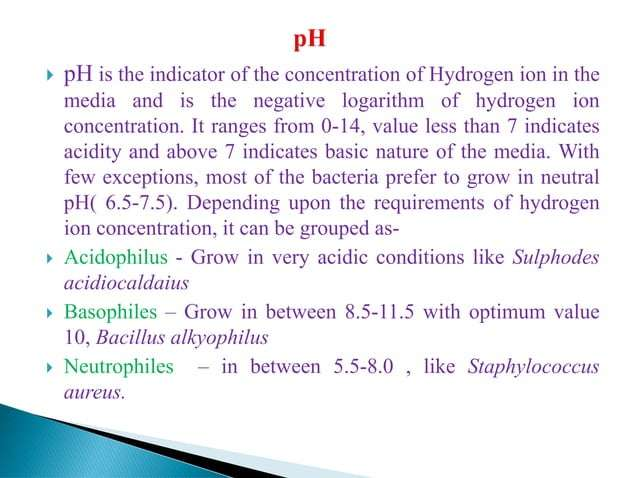 pH
pH is the indicator of the concentration of Hydrogen ion in the
media and is the negative logarithm of hydrogen ion
concentration. It ranges from 0-14, value less than 7 indicates
acidity and above 7 indicates basic nature of the media. With
few exceptions, most of the bacteria prefer to grow in neutral
pH( 6.5-7.5). Depending upon the requirements of hydrogen
ion concentration, it can be grouped as-
Acidophilus - Grow in very acidic conditions like Sulphodes
acidiocaldaius
Basophiles – Grow in between 8.5-11.5 with optimum value
10, Bacillus alkyophilus
Neutrophiles – in between 5.5-8.0 , like Staphylococcus
aureus.